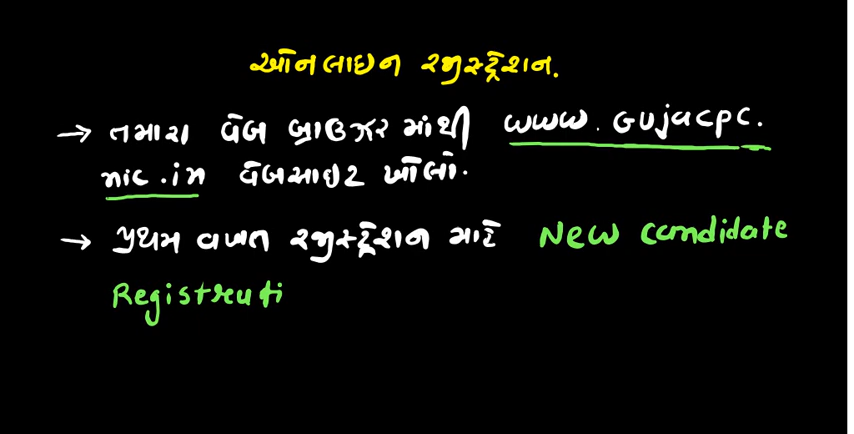 ઓનલાઇન રજીસ્ટ્રેશન.
→ તમારા વેબ બ્રાઉઝર માંથી www.Gujacpc.
nic.in વેબસાઇટ ખોલો.
→ પ્રથમ વખત રજીસ્ટ્રેશન માટે New candidate
Registrati